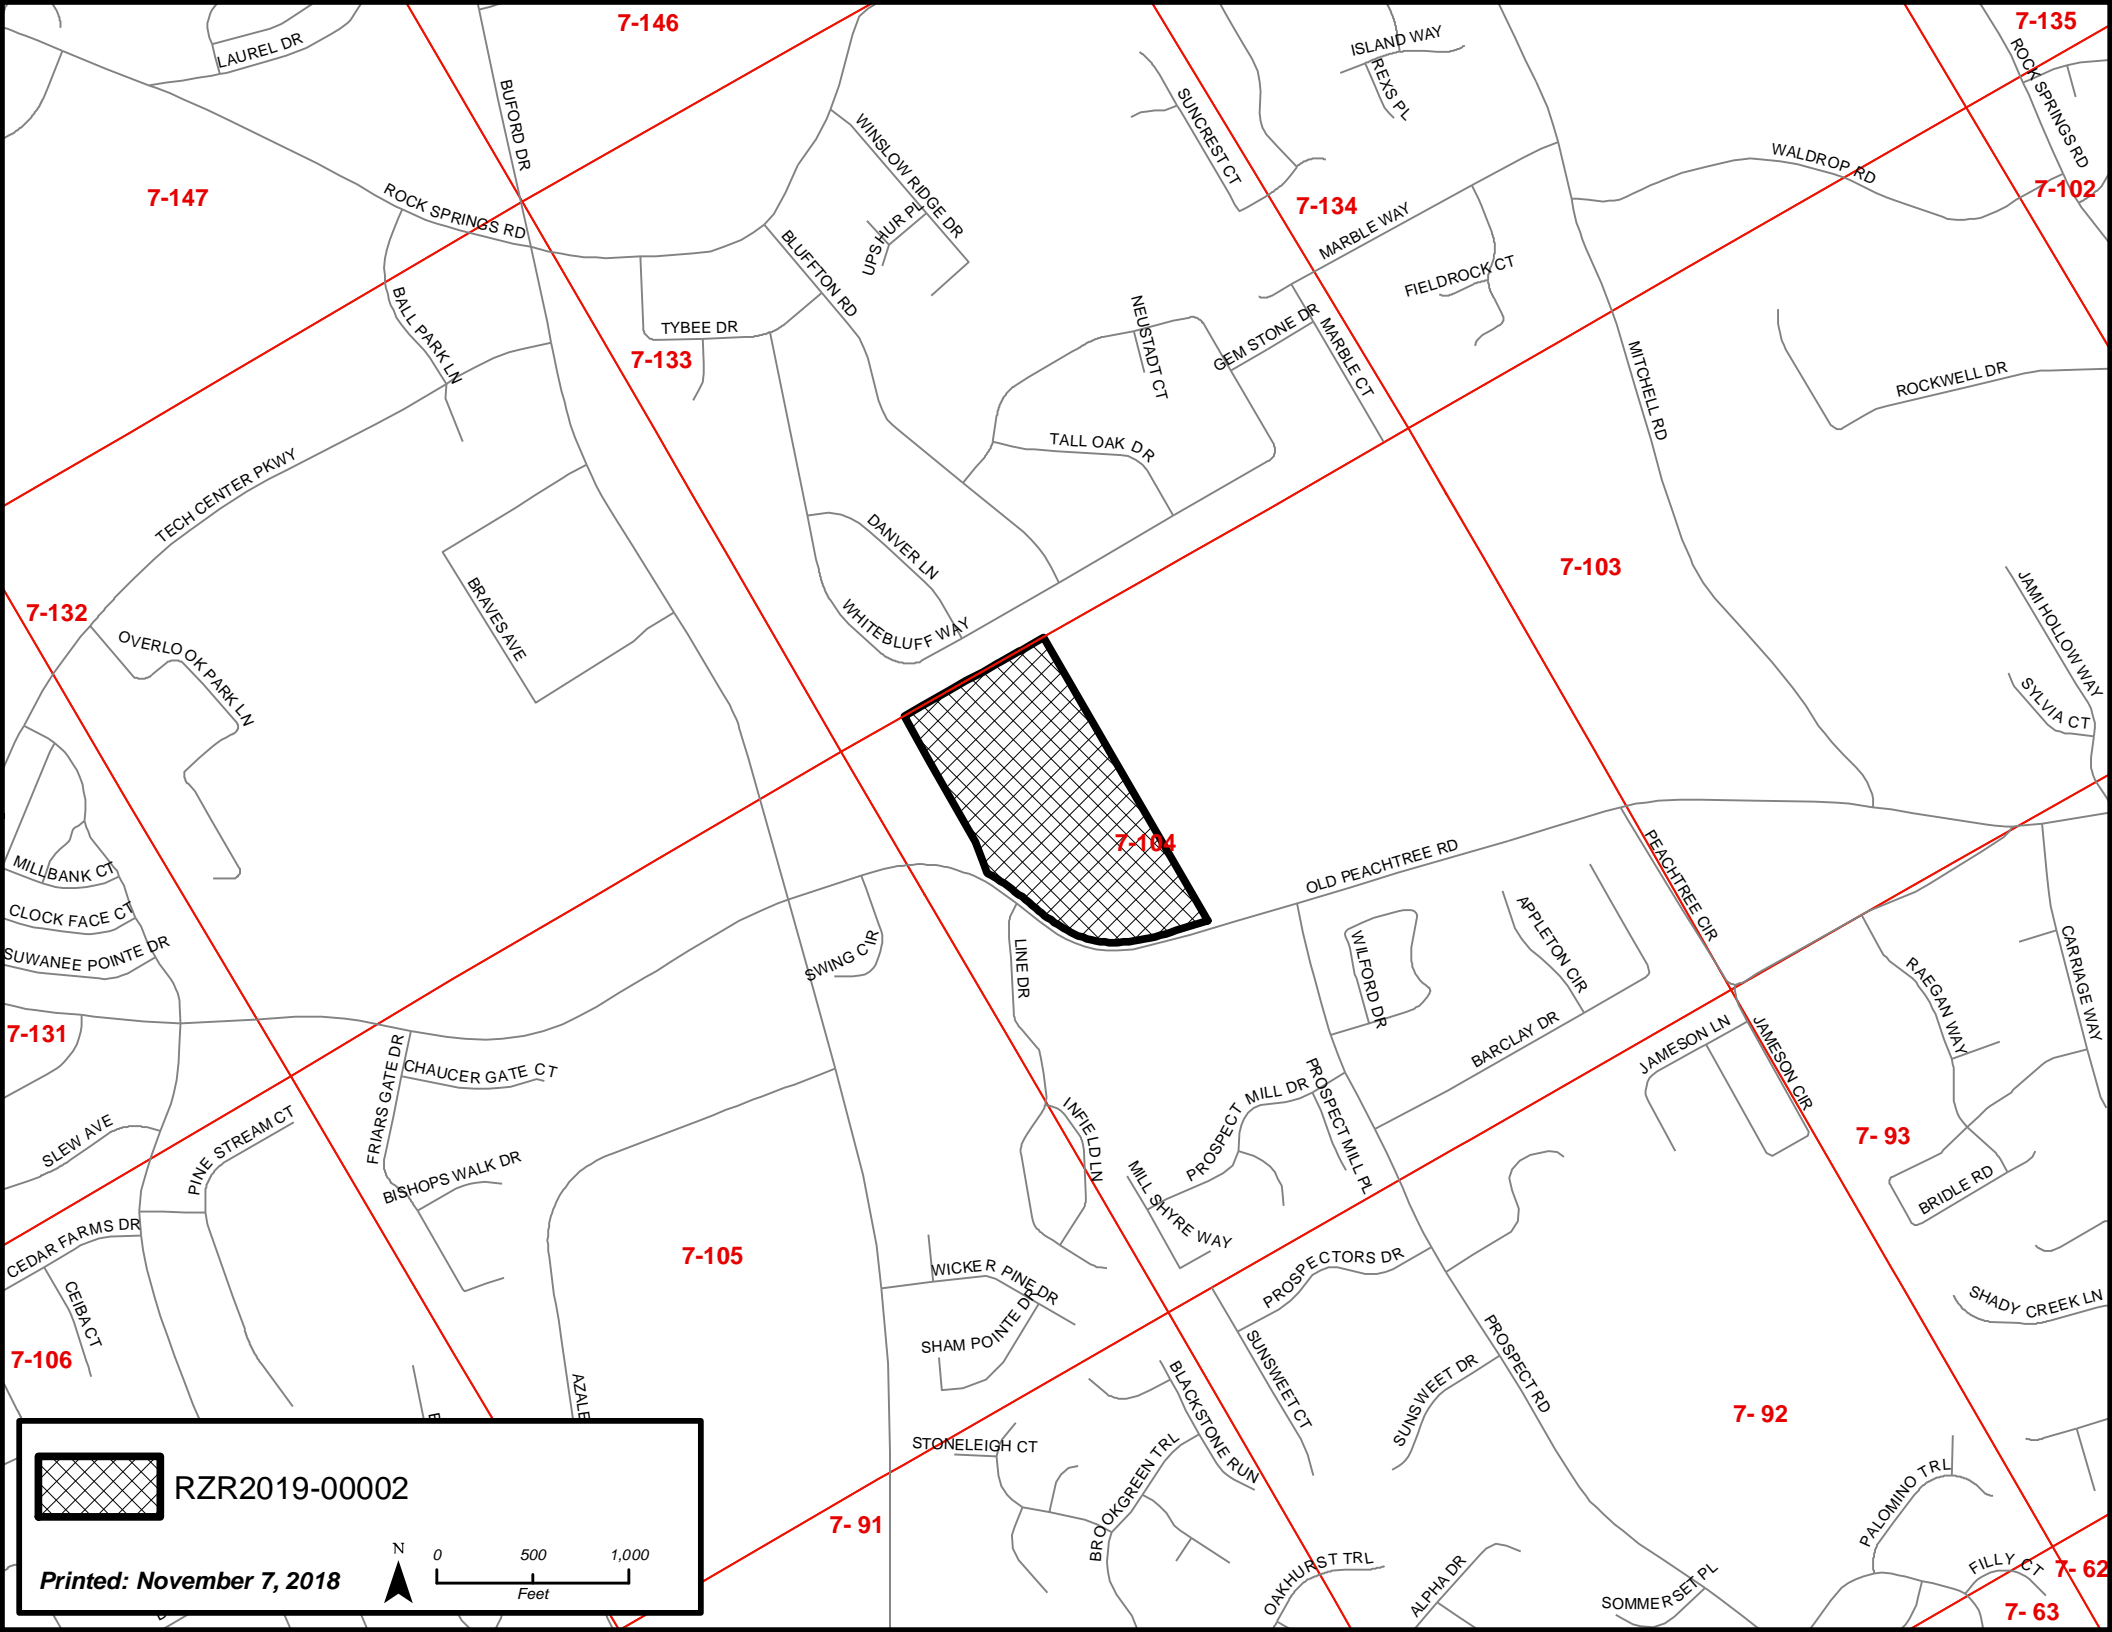 7-146
7-135
LAUREL DR
ISLAND WAY
REXS PL
ROCK SPRINGS RD
BUFORD DR
SUNCREST CT
WINSLOW RIDGE DR
WALDROP RD
7-147
ROCK SPRINGS RD
7-134
7-102
UPSHUR PL
MARBLE WAY
BLUFFTON RD
FIELDROCK CT
BALL PARK LN
TYBEE DR
7-133
NEUSTADT CT
GEM STONE DR
MARBLE CT
MITCHELL RD
ROCKWELL DR
TALL OAK DR
TECH CENTER PKWY
DANVER LN
7-103
BRAVES AVE
WHITEBLUFF WAY
JAMI HOLLOW WAY
7-132
OVERLOOK PARK LN
SYLVIA CT
7-104
OLD PEACHTREE RD
PEACHTREE CIR
MILLBANK CT
CLOCK FACE CT
SUWANEE POINTE DR
SWING CIR
LINE DR
WILFORD DR
APPLETON CIR
RAEGAN WAY
CARRIAGE WAY
7-131
FRIARS GATE DR
CHAUCER GATE CT
BARCLAY DR
JAMESON LN
JAMESON CIR
SLEW AVE
PINE STREAM CT
INFIELD LN
PROSPECT MILL DR
PROSPECT MILL PL
7- 93
BISHOPS WALK DR
MILL SHYRE WAY
BRIDLE RD
CEDAR FARMS DR
7-105
WICKER PINE DR
PROSPECTORS DR
CEIBA CT
SHAM POINTE DR
SHADY CREEK LN
7-106
SUNSWEET CT
SUNSWEET DR
PROSPECT RD
AZALE
BLACKSTONE RUN
7- 92
STONELEIGH CT
BROOKGREEN TRL
PALOMINO TRL
7- 91
OAKHURST TRL
ALPHA DR
SOMMERSET PL
FILLY CT
7- 62
7- 63
RZR2019-00002
Printed: November 7, 2018
N
0 500 1,000
Feet